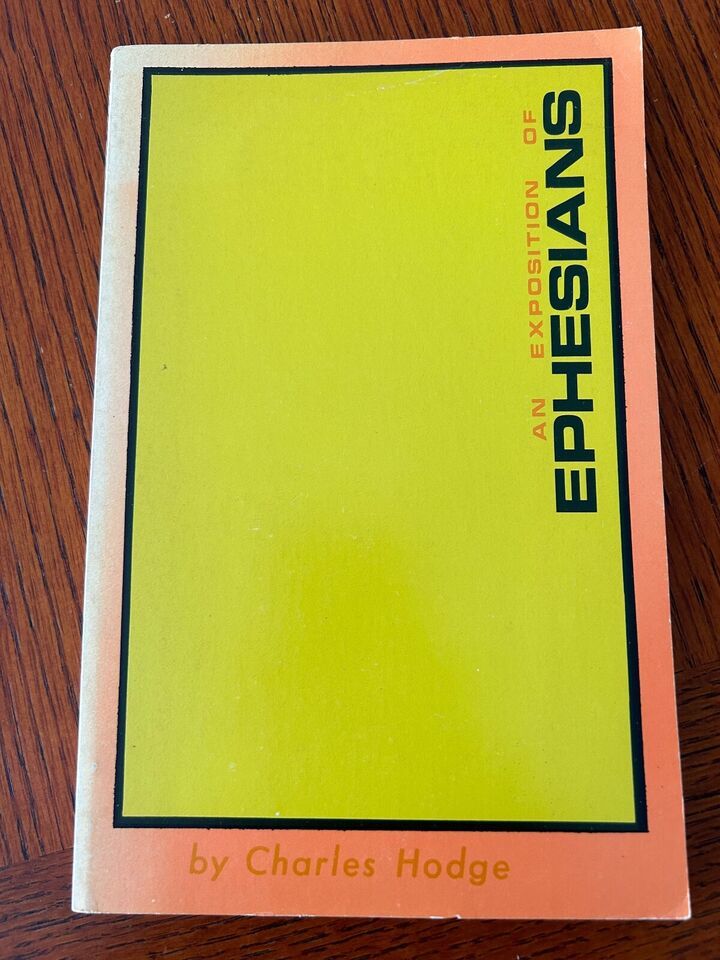 AN EXPOSITION OF
EPHESIANS
by Charles Hodge